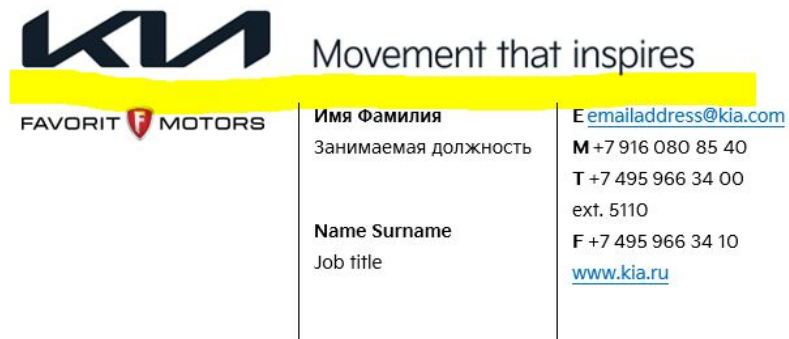 KIA Movement that inspires
FAVORIT F MOTORS
Имя Фамилия
Занимаемая должность
Name Surname
Job title
E emailaddress@kia.com
M +7 916 080 85 40
T +7 495 966 34 00
ext. 5110
F +7 495 966 34 10
www.kia.ru